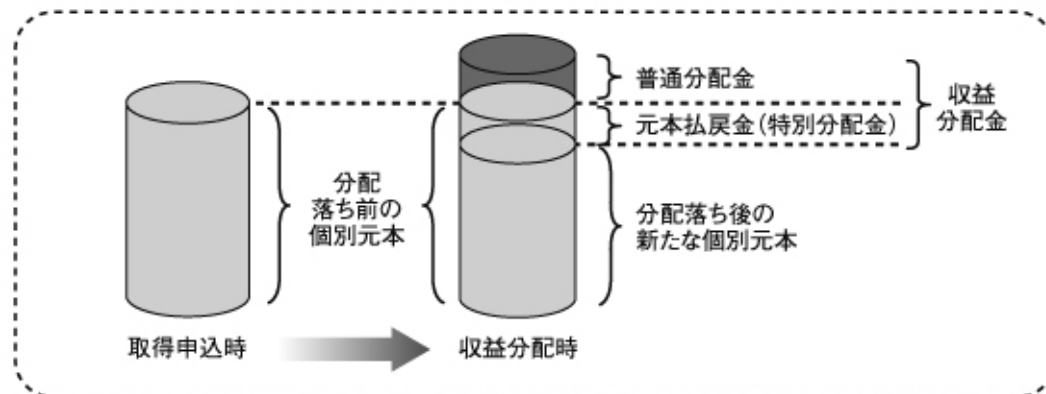 普通分配金
元本払戻金(特別分配金)
収益
分配金
分配
落ち前の
個別元本
分配落ち後の
新たな個別元本
取得申込時
収益分配時